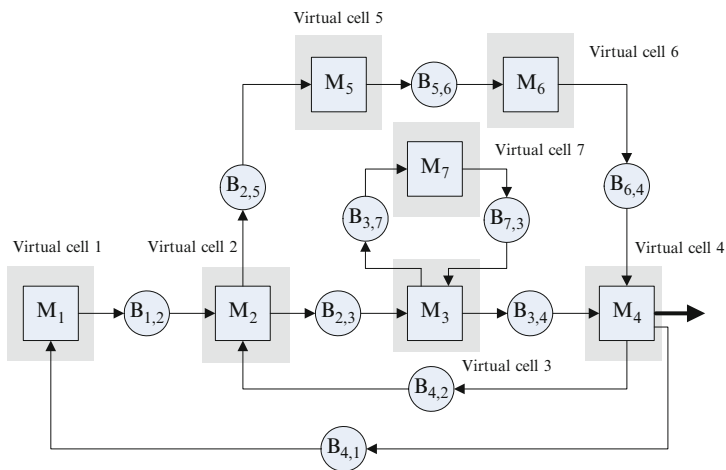 Virtual cell 5
Virtual cell 6
M5
B5,6
M6
Virtual cell 7
M7
B2,5
B3,7
B7,3
B6,4
Virtual cell 1
Virtual cell 2
Virtual cell 4
M1
B1,2
M2
B2,3
M3
B3,4
M4
Virtual cell 3
B4,2
B4,1